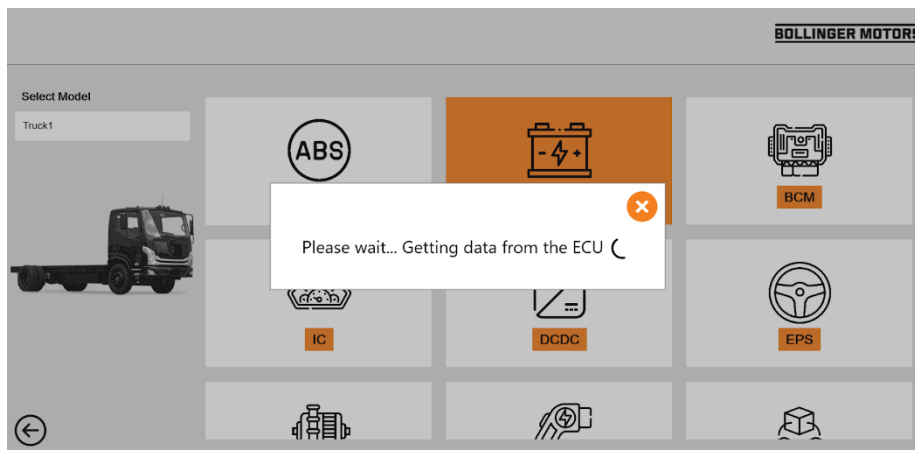 BOLLINGER MOTORS
Select Model
Truck1
ABS
BCM
Please wait... Getting data from the ECU
IC
DCDC
EPS